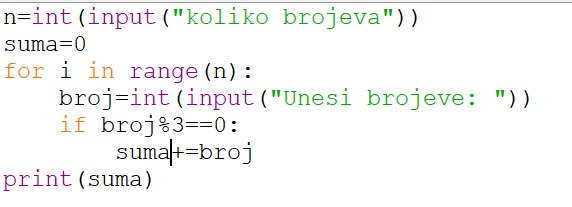 n=int(input("koliko brojeva"))
suma=0
for i in range(n):
    broj=int(input("Unesi brojeve: "))
    if broj%3==0:
        suma+=broj
print(suma)